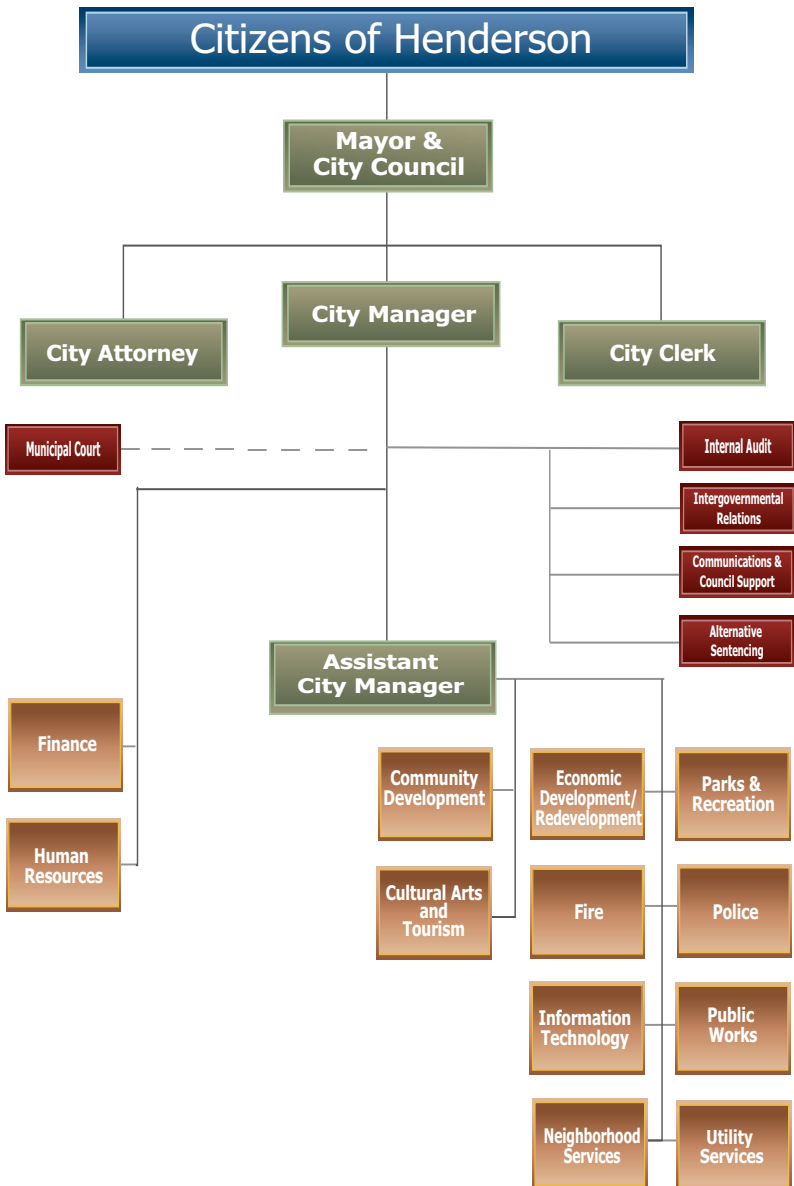 Citizens of Henderson
Mayor &
City Council
City Manager
City Attorney
City Clerk
Municipal Court
Internal Audit
Intergovernmental
Relations
Communications &
Council Support
Alternative
Sentencing
Assistant
City Manager
Finance
Human
Resources
Community
Development
Economic
Development/
Redevelopment
Parks &
Recreation
Cultural Arts
and
Tourism
Fire
Police
Information
Technology
Public
Works
Neighborhood
Services
Utility
Services